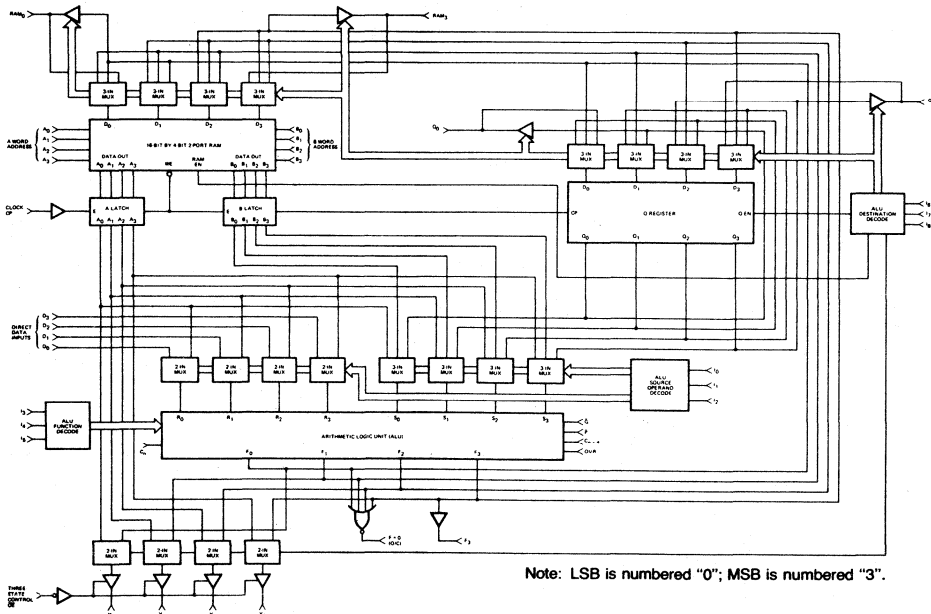 RAM0
RAM3
3-IN MUX
3-IN MUX
3-IN MUX
3-IN MUX
D0 D1 D2 D3
A WORD ADDRESS
A0
A1
A2
A3
16-BIT BY 4 BIT 2 PORT RAM
B0
B1
B2
B3
B WORD ADDRESS
DATA OUT
A0 A1 A2 A3
WE
RAM EN
DATA OUT
B0 B1 B2 B3
Q0
3-IN MUX
3-IN MUX
3-IN MUX
3-IN MUX
CLOCK CP
E
A LATCH
A0 A1 A2 A3
E
B LATCH
B0 B1 B2 B3
D0 D1 D2 D3
CP
Q REGISTER
Q EN
Q0 Q1 Q2 Q3
ALU DESTINATION DECODE
I7
DIRECT DATA INPUTS
D3
D2
D1
D0
2-IN MUX
2-IN MUX
2-IN MUX
2-IN MUX
3-IN MUX
3-IN MUX
3-IN MUX
3-IN MUX
ALU SOURCE OPERAND DECODE
I0
I1
I2
I3
I4
I5
ALU FUNCTION DECODE
R0 R1 R2 R3 S0 S1 S2 S3
ARITHMETIC LOGIC UNIT (ALU)
Cn
F0 F1 F2 F3
G
P
Cn+4
OVR
F = 0
(O/C)
F3
2-IN MUX
2-IN MUX
2-IN MUX
2-IN MUX
THREE STATE CONTROL
OE
Note: LSB is numbered "0"; MSB is numbered "3".